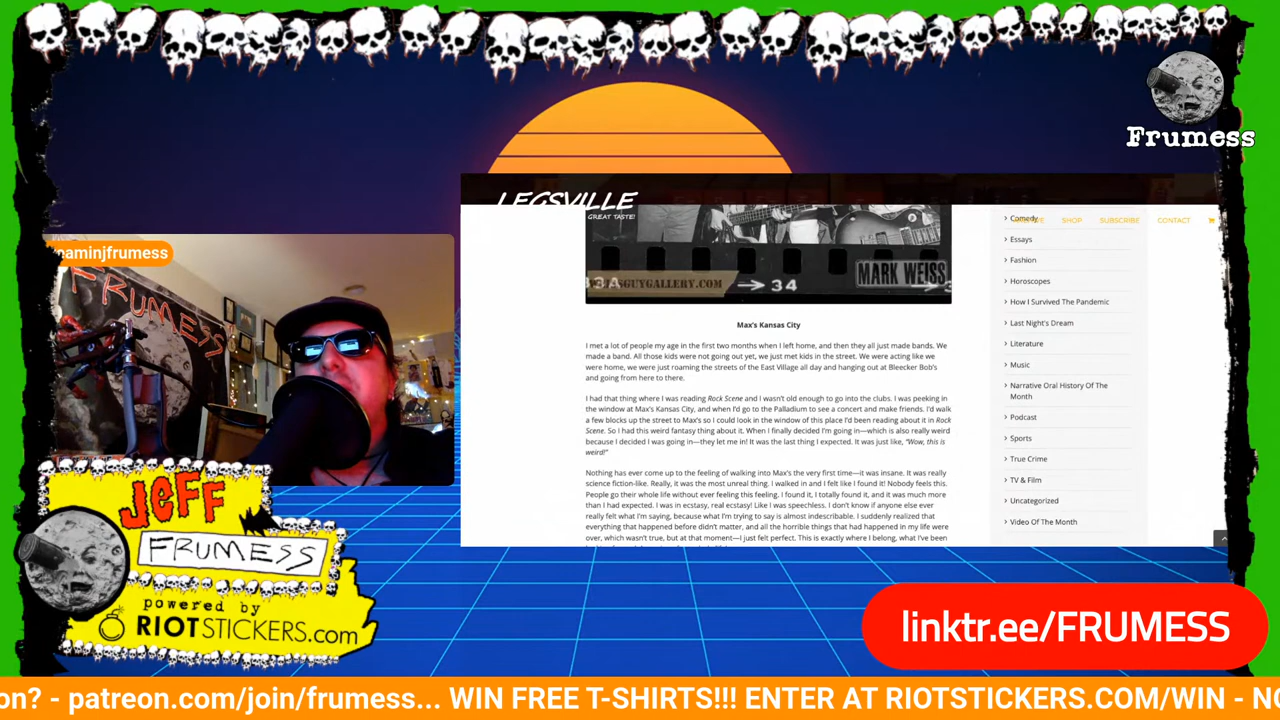 Frumess
LEGSVILLE
GREAT TASTE!
SHOP
SUBSCRIBE
CONTACT
eaminjfrumess
FRUMESS
33A
GUYGALLERY.COM
34
MARK WEISS
Max's Kansas City
I met a lot of people my age in the first two months when I left home, and then they all just made bands. We
made a band. All those kids were not going out yet, we just met kids in the street. We were acting like we
were home, we were just roaming the streets of the East Village all day and hanging out at Bleecker Bob's
and going from here to there.
I had that thing where I was reading Rock Scene and I wasn't old enough to go into the clubs. I was peeking in
the window at Max's Kansas City, and when I'd go to the Palladium to see a concert and make friends. I'd walk
a few blocks up the street to Max's so I could look in the window of this place I'd been reading about it in Rock
Scene. So I had this weird fantasy thing about it. When I finally decided I'm going in—which is also really weird
because I decided I was going in—they let me in! It was the last thing I expected. It was just like, "Wow, this is
weird!"
Nothing has ever come up to the feeling of walking into Max's the very first time—it was insane. It was really
science fiction-like. Really, it was the most unreal thing. I walked in and I felt like I found it! Nobody feels this.
People go their whole life without ever feeling this feeling. I found it, I totally found it, and it was much more
than I had expected. I was in ecstasy, real ecstasy! Like I was speechless. I don't know if anyone else ever
really felt what I'm saying, because what I'm trying to say is almost indescribable. I suddenly realized that
everything that happened before didn't matter, and all the horrible things that had happened in my life were
over, which wasn't true, but at that moment—I just felt perfect. This is exactly where I belong, what I've been
Comedy
Essays
Fashion
Horoscopes
How I Survived The Pandemic
Last Night's Dream
Literature
Music
Narrative Oral History Of The
Month
Podcast
Sports
True Crime
TV & Film
Uncategorized
Video Of The Month
JEFF
FRUMESS
powered by
RIOTSTICKERS.com
linktr.ee/FRUMESS
on? - patreon.com/join/frumess... WIN FREE T-SHIRTS!!! ENTER AT RIOTSTICKERS.COM/WIN - NO